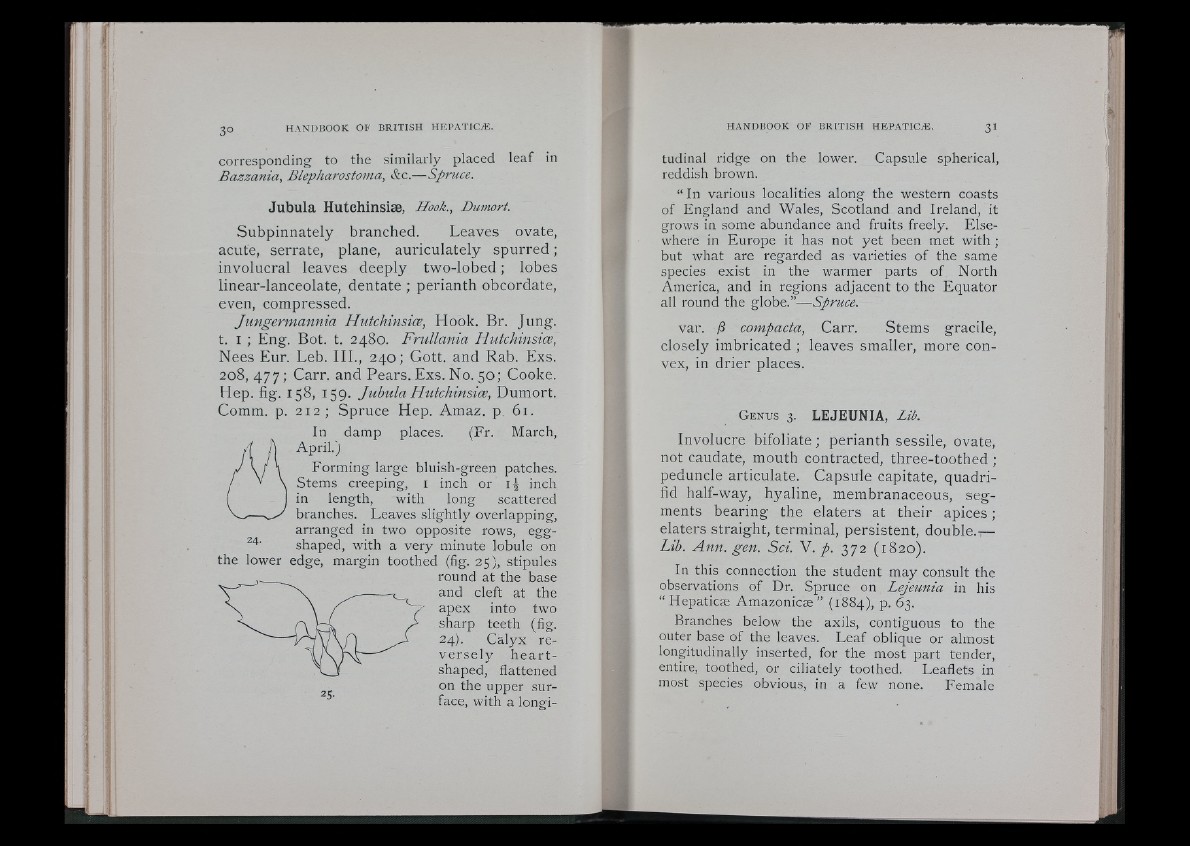 30 HANDBOOK OF BRITISH HEPATICÆ.
corresponding to the similarly placed leaf in
Bazzania, Blepharostoma, &c.—Spruce.
Jubula Hutchinsiæ, Hook., Dumort.
Subpinnately branched. Leaves ovate,
acute, serrate, plane, auriculately spurred;
involucral leaves deeply two-lobed; lobes
linear-lanceolate, dentate; perianth obcordate,
even, compressed.
Jungermannia Hutchinsiæ, Hook. Br. Jung.
t. 1; Eng. Bot. t. 2480. Frullania Hutchinsiæ,
Nees Eur. Leb. III., 240; Gott. and Rab. Exs.
208, 477; Carr. and Pears. Exs. No. 50; Cooke.
Hep. fig. 158, 159. Jubula Hutchinsiæ, Dumort.
Comm. p. 212; Spruce Hep. Amaz. p. 61.
In damp places. (Fr. March,
April.)
Forming large bluish-green patches.
Stems creeping, 1 inch or 1½ inch
in length, with long scattered
branches. Leaves slightly overlapping,
arranged in two opposite rows, egg-
24.
shaped, with a very minute lobule on
the lower edge, margin toothed (fig. 25), stipules
round at the base
and cleft at the
apex into two
sharp teeth (fig.
24). Calyx re-
versely heart-
shaped, flattened
on the upper sur-
25.
face, with a longi-
HANDBOOK OF BRITISH HEPATICÆ. 31
tudinal ridge on the lower. Capsule spherical,
reddish brown.
"In various localities along the western coasts
of England and Wales, Scotland and Ireland, it
grows in some abundance and fruits freely. Else-
where in Europe it has not yet been met with;
but what are regarded as varieties of the same
species exist in the warmer parts of North
America, and in regions adjacent to the Equator
all round the globe."—Spruce.
var. β compacta, Carr. Stems gracile,
closely imbricated; leaves smaller, more con-
vex, in drier places.
GENUS 3. LEJEUNIA, Lib.
Involucre bifoliate; perianth sessile, ovate,
not caudate, mouth contracted, three-toothed;
peduncle articulate. Capsule capitate, quadri-
fid half-way, hyaline, membranaceous, seg-
ments bearing the elaters at their apices;
elaters straight, terminal, persistent, double.—
Lib. Ann. gen. Sci. V. p. 372 (1820).
In this connection the student may consult the
observations of Dr. Spruce on Lejeunia in his
"Hepaticæ Amazonicæ" (1884), p. 63.
Branches below the axils, contiguous to the
outer base of the leaves. Leaf oblique or almost
longitudinally inserted, for the most part tender,
entire, toothed, or ciliately toothed. Leaflets in
most species obvious, in a few none. Female